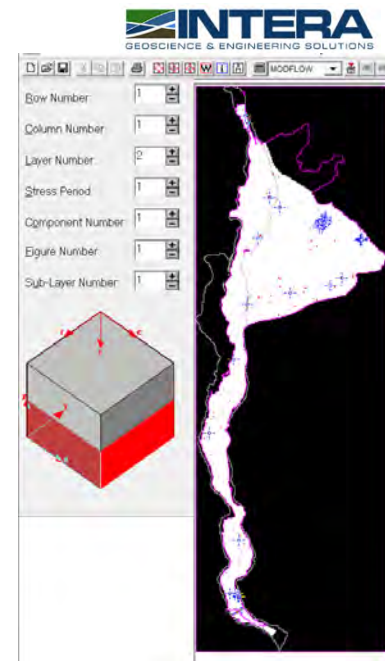 INTERA
GEOSCIENCE & ENGINEERING SOLUTIONS
MODFLOW
Row Number 1
Column Number 1
Layer Number 2
Stress Period 1
Component Number 1
Figure Number 1
Sub-Layer Number 1